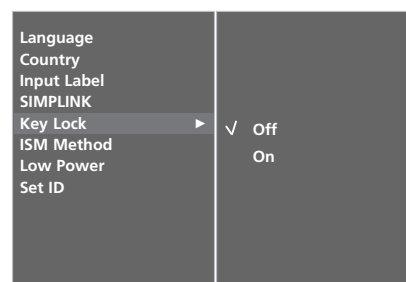 Language
Country
Input Label
SIMPLINK
Key Lock ►
ISM Method
Low Power
Set ID
√ Off
On